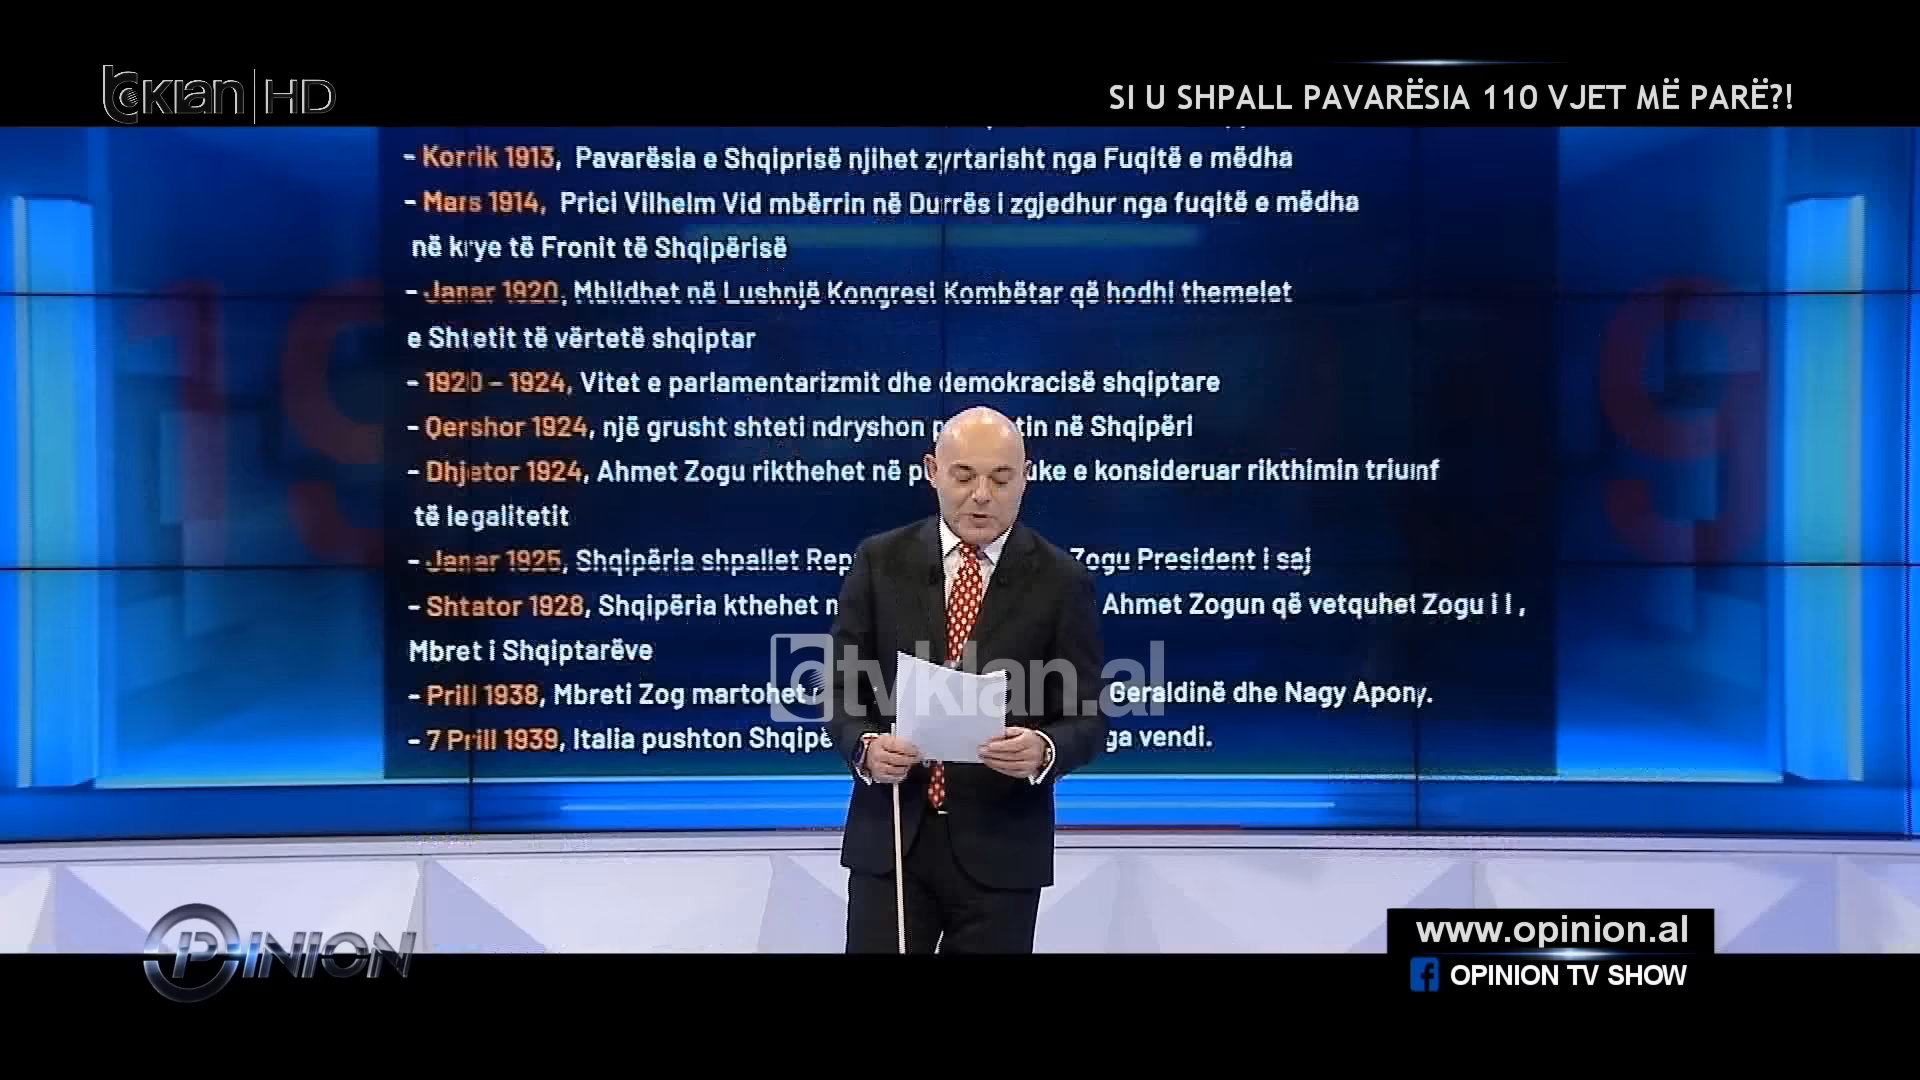 tvklan HD
SI U SHPALL PAVARËSIA 110 VJET MË PARË?!
- Korrik 1913, Pavarësia e Shqiprisë njihet zyrtarisht nga Fuqitë e mëdha
- Mars 1914, Prici Vilhelm Vid mbërrin në Durrës i zgjedhur nga fuqitë e mëdha
në krye të Fronit të Shqipërisë
- Janar 1920, Mblidhet në Lushnjë Kongresi Kombëtar që hodhi themelet
e Shtetit të vërtetë shqiptar
- 1920 - 1924, Vitet e parlamentarizmit dhe demokracisë shqiptare
- Qershor 1924, një grusht shteti ndryshon në Shqipëri
- Dhjetor 1924, Ahmet Zogu rikthehet në e konsideruar rikthimin triumf
të legalitetit
- Janar 1925, Shqipëria shpallet Zogu President i saj
- Shtator 1928, Shqipëria kthehet Ahmet Zogun që vetquhet Zogu i I ,
Mbret i Shqiptarëve
- Prill 1938, Mbreti Zog martohet Geraldinë dhe Nagy Apony.
- 7 Prill 1939, Italia pushton vendi.
tvklan.al
OPINION
www.opinion.al
OPINION TV SHOW